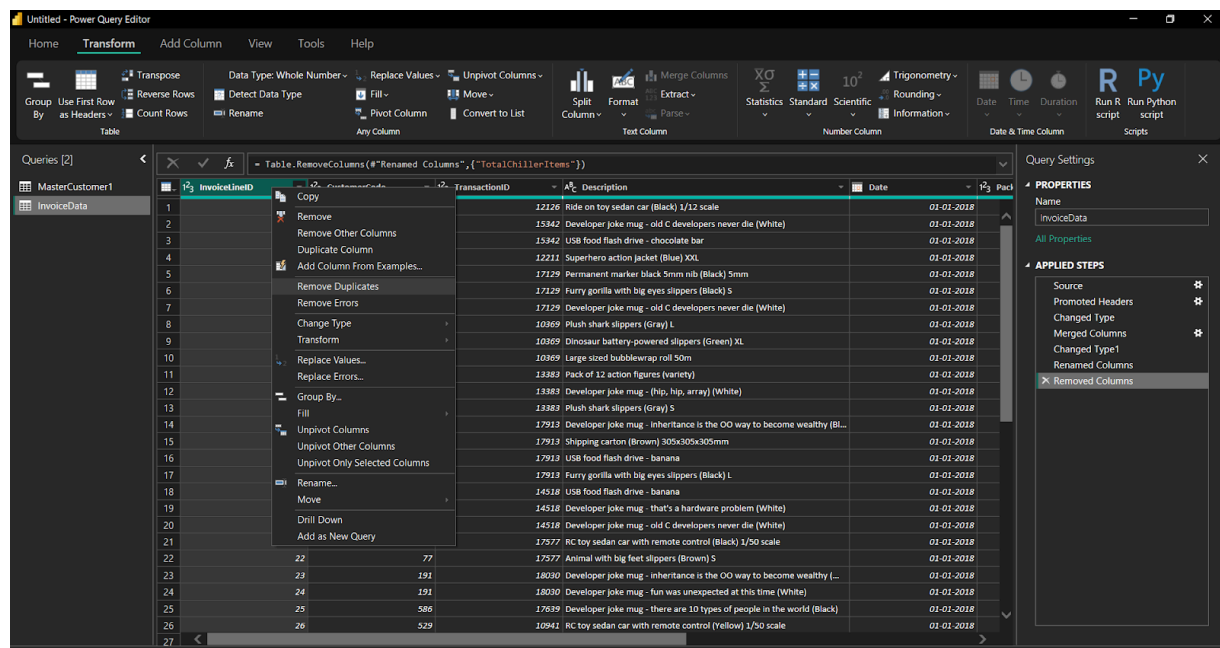 Untitled - Power Query Editor
Home Transform Add Column View Tools Help
Group By
Use First Row as Headers
Transpose
Reverse Rows
Count Rows
Table
Data Type: Whole Number
Detect Data Type
Rename
Replace Values
Fill
Pivot Column
Unpivot Columns
Move
Convert to List
Any Column
Split Column
ABC
Format
ABC
123
Merge Columns
Extract
Parse
Text Column
Statistics
Standard
10²
Scientific
Trigonometry
Rounding
Information
Number Column
Date
Time
Duration
Date & Time Column
R
Run R script
Py
Run Python script
Scripts
Queries [2]
MasterCustomer1
InvoiceData
fx = Table.RemoveColumns(#"Renamed Columns",{"TotalChillerItems"})
1²3 InvoiceLineID 1²3 CustomerCode 1²3 TransactionID ABC Description Date 1²3 Pack
1 12126 Ride on toy sedan car (Black) 1/12 scale 01-01-2018
2 15342 Developer joke mug - old C developers never die (White) 01-01-2018
3 15342 USB food flash drive - chocolate bar 01-01-2018
4 12211 Superhero action jacket (Blue) XXL 01-01-2018
5 17129 Permanent marker black 5mm nib (Black) 5mm 01-01-2018
6 17129 Furry gorilla with big eyes slippers (Black) S 01-01-2018
7 17129 Developer joke mug - old C developers never die (White) 01-01-2018
8 10369 Plush shark slippers (Gray) L 01-01-2018
9 10369 Dinosaur battery-powered slippers (Green) XL 01-01-2018
10 10369 Large sized bubblewrap roll 50m 01-01-2018
11 13383 Pack of 12 action figures (variety) 01-01-2018
12 13383 Developer joke mug - (hip, hip, array) (White) 01-01-2018
13 13383 Plush shark slippers (Gray) S 01-01-2018
14 17913 Developer joke mug - inheritance is the OO way to become wealthy (Bl... 01-01-2018
15 17913 Shipping carton (Brown) 305x305x305mm 01-01-2018
16 17913 USB food flash drive - banana 01-01-2018
17 17913 Furry gorilla with big eyes slippers (Black) L 01-01-2018
18 14518 USB food flash drive - banana 01-01-2018
19 14518 Developer joke mug - that's a hardware problem (White) 01-01-2018
20 14518 Developer joke mug - old C developers never die (White) 01-01-2018
21 17577 RC toy sedan car with remote control (Black) 1/50 scale 01-01-2018
22 22 77 17577 Animal with big feet slippers (Brown) S 01-01-2018
23 23 191 18030 Developer joke mug - inheritance is the OO way to become wealthy (... 01-01-2018
24 24 191 18030 Developer joke mug - fun was unexpected at this time (White) 01-01-2018
25 25 586 17639 Developer joke mug - there are 10 types of people in the world (Black) 01-01-2018
26 26 529 10941 RC toy sedan car with remote control (Yellow) 1/50 scale 01-01-2018
27
Copy
Remove
Remove Other Columns
Duplicate Column
Add Column From Examples...
Remove Duplicates
Remove Errors
Change Type
Transform
Replace Values...
Replace Errors...
Group By...
Fill
Unpivot Columns
Unpivot Other Columns
Unpivot Only Selected Columns
Rename...
Move
Drill Down
Add as New Query
Query Settings
PROPERTIES
Name
InvoiceData
All Properties
APPLIED STEPS
Source
Promoted Headers
Changed Type
Merged Columns
Changed Type1
Renamed Columns
Removed Columns